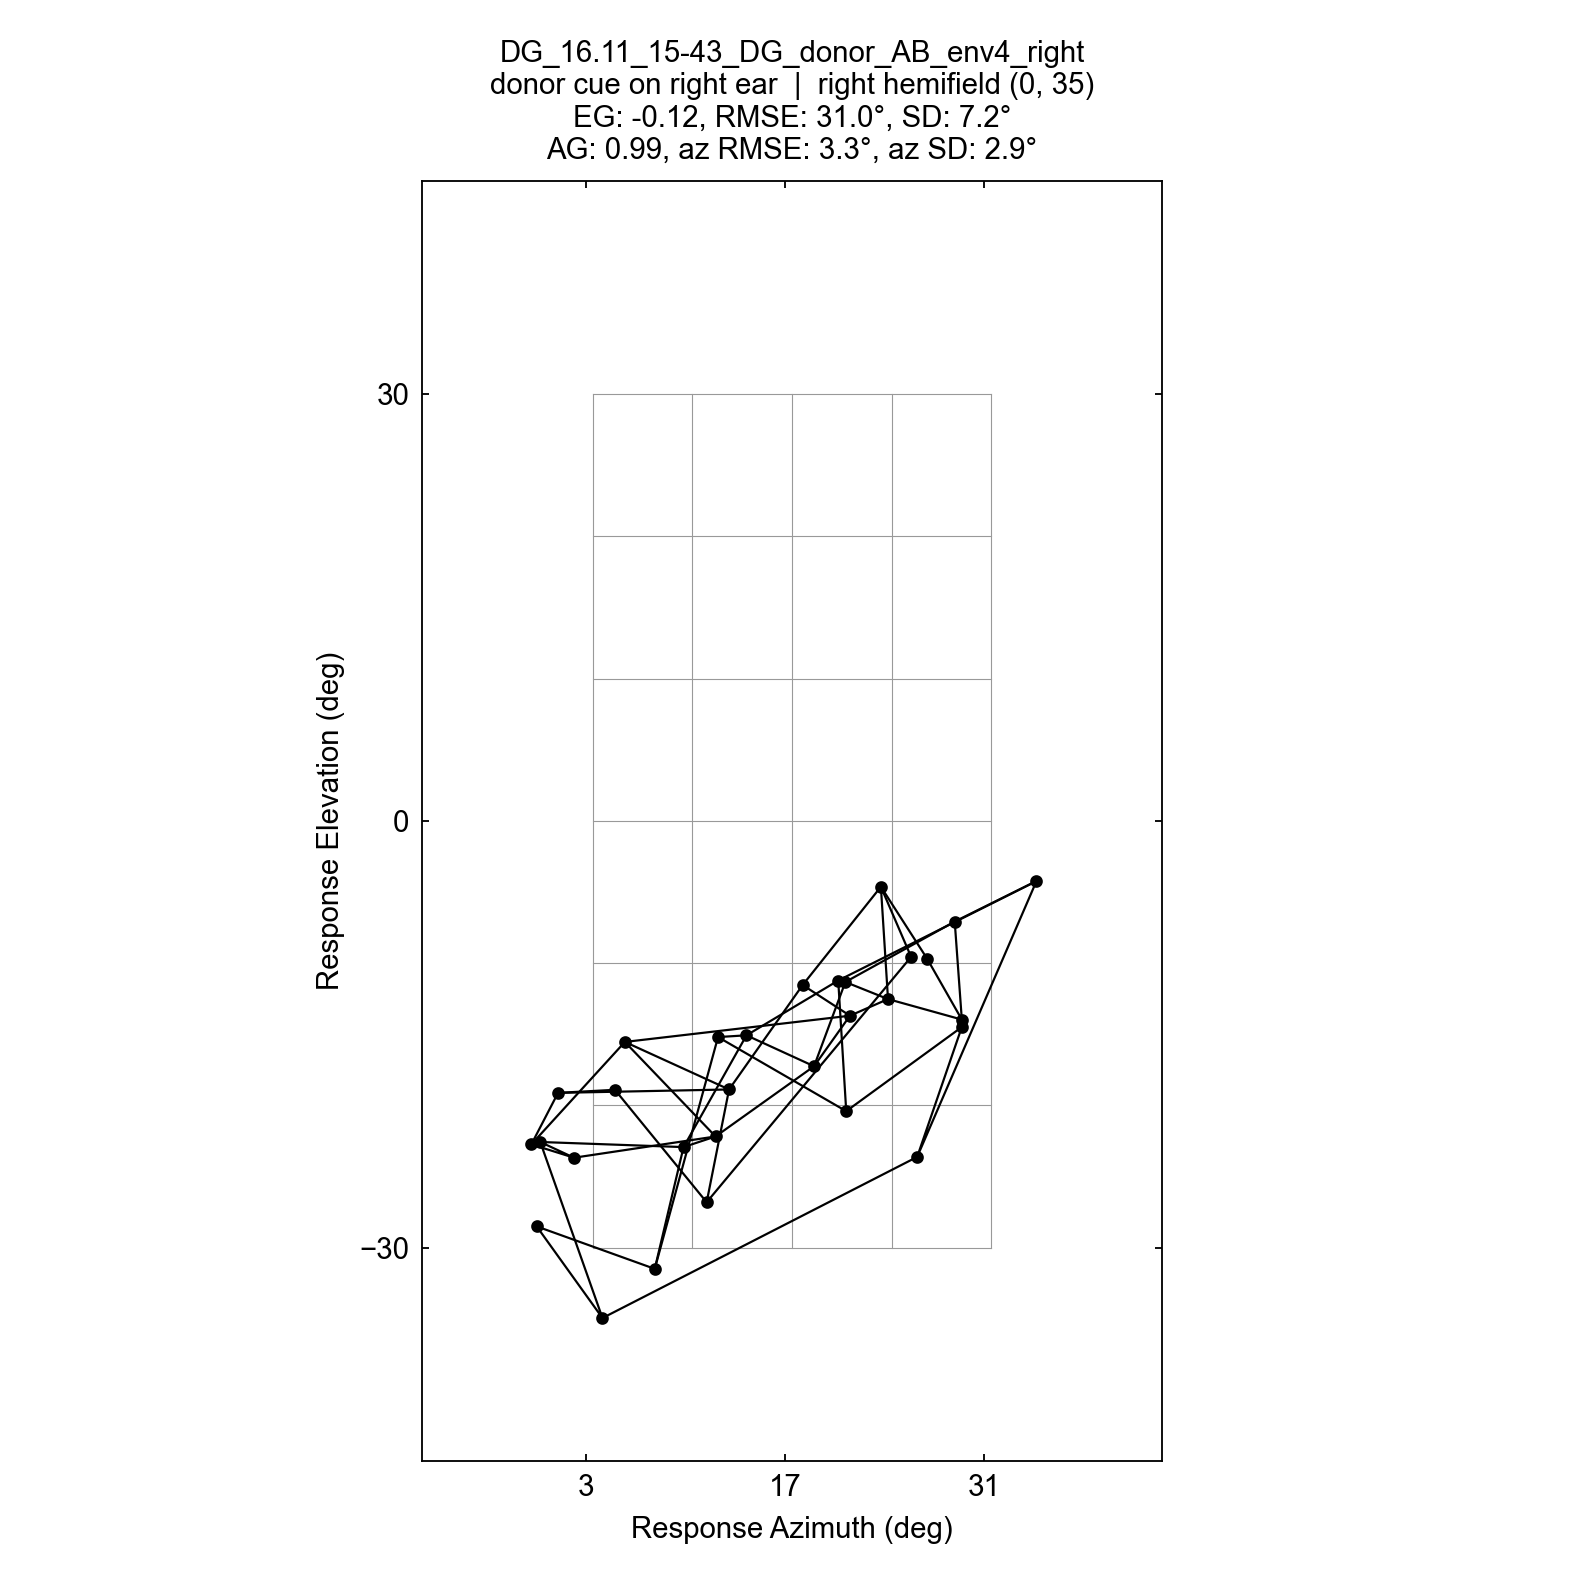 DG_16.11_15-43_DG_donor_AB_env4_right
donor cue on right ear | right hemifield (0, 35)
EG: -0.12, RMSE: 31.0°, SD: 7.2°
AG: 0.99, az RMSE: 3.3°, az SD: 2.9°
30
0
−30
Response Elevation (deg)
3 17 31
Response Azimuth (deg)